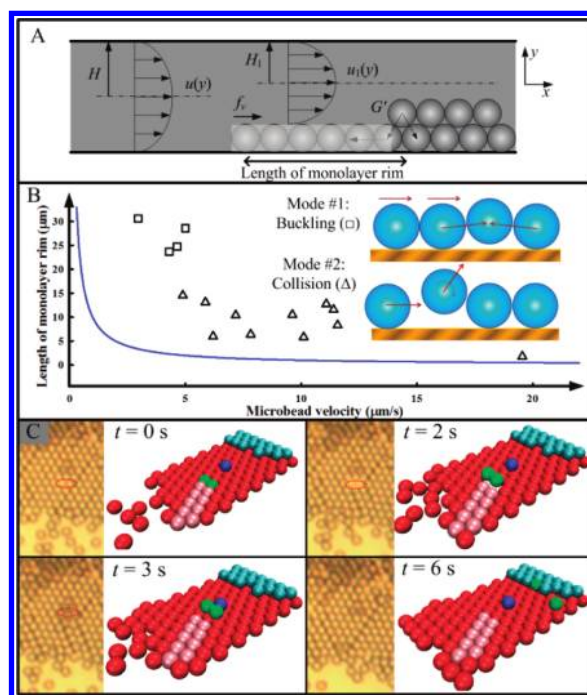 A
H
u(y)
H₁
u₁(y)
y
x
fᵥ
G'
Length of monolayer rim
B
Length of monolayer rim (μm)
30
25
20
15
10
5
0
Mode #1:
Buckling (□)
Mode #2:
Collision (Δ)
0
5
10
15
20
Microbead velocity (μm/s)
C
t = 0 s
t = 2 s
t = 3 s
t = 6 s